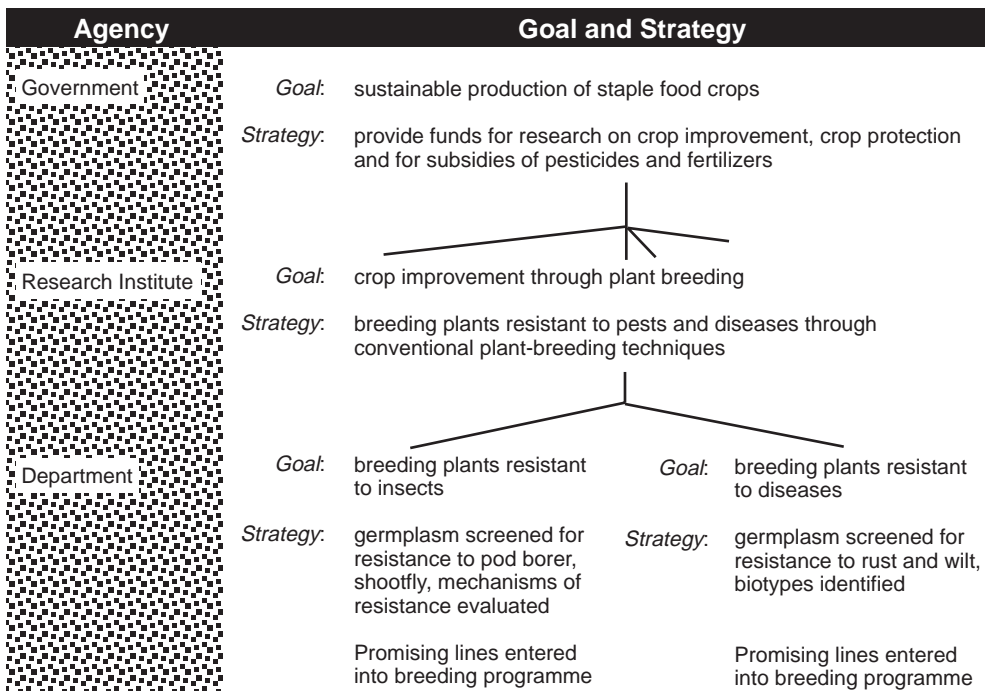 Agency Goal and Strategy
Government Goal: sustainable production of staple food crops
Strategy: provide funds for research on crop improvement, crop protection
and for subsidies of pesticides and fertilizers
Research Institute Goal: crop improvement through plant breeding
Strategy: breeding plants resistant to pests and diseases through
conventional plant-breeding techniques
Department Goal: breeding plants resistant
to insects
Goal: breeding plants resistant
to diseases
Strategy: germplasm screened for
resistance to pod borer,
shootfly, mechanisms of
resistance evaluated
Strategy: germplasm screened for
resistance to rust and wilt,
biotypes identified
Promising lines entered
into breeding programme
Promising lines entered
into breeding programme